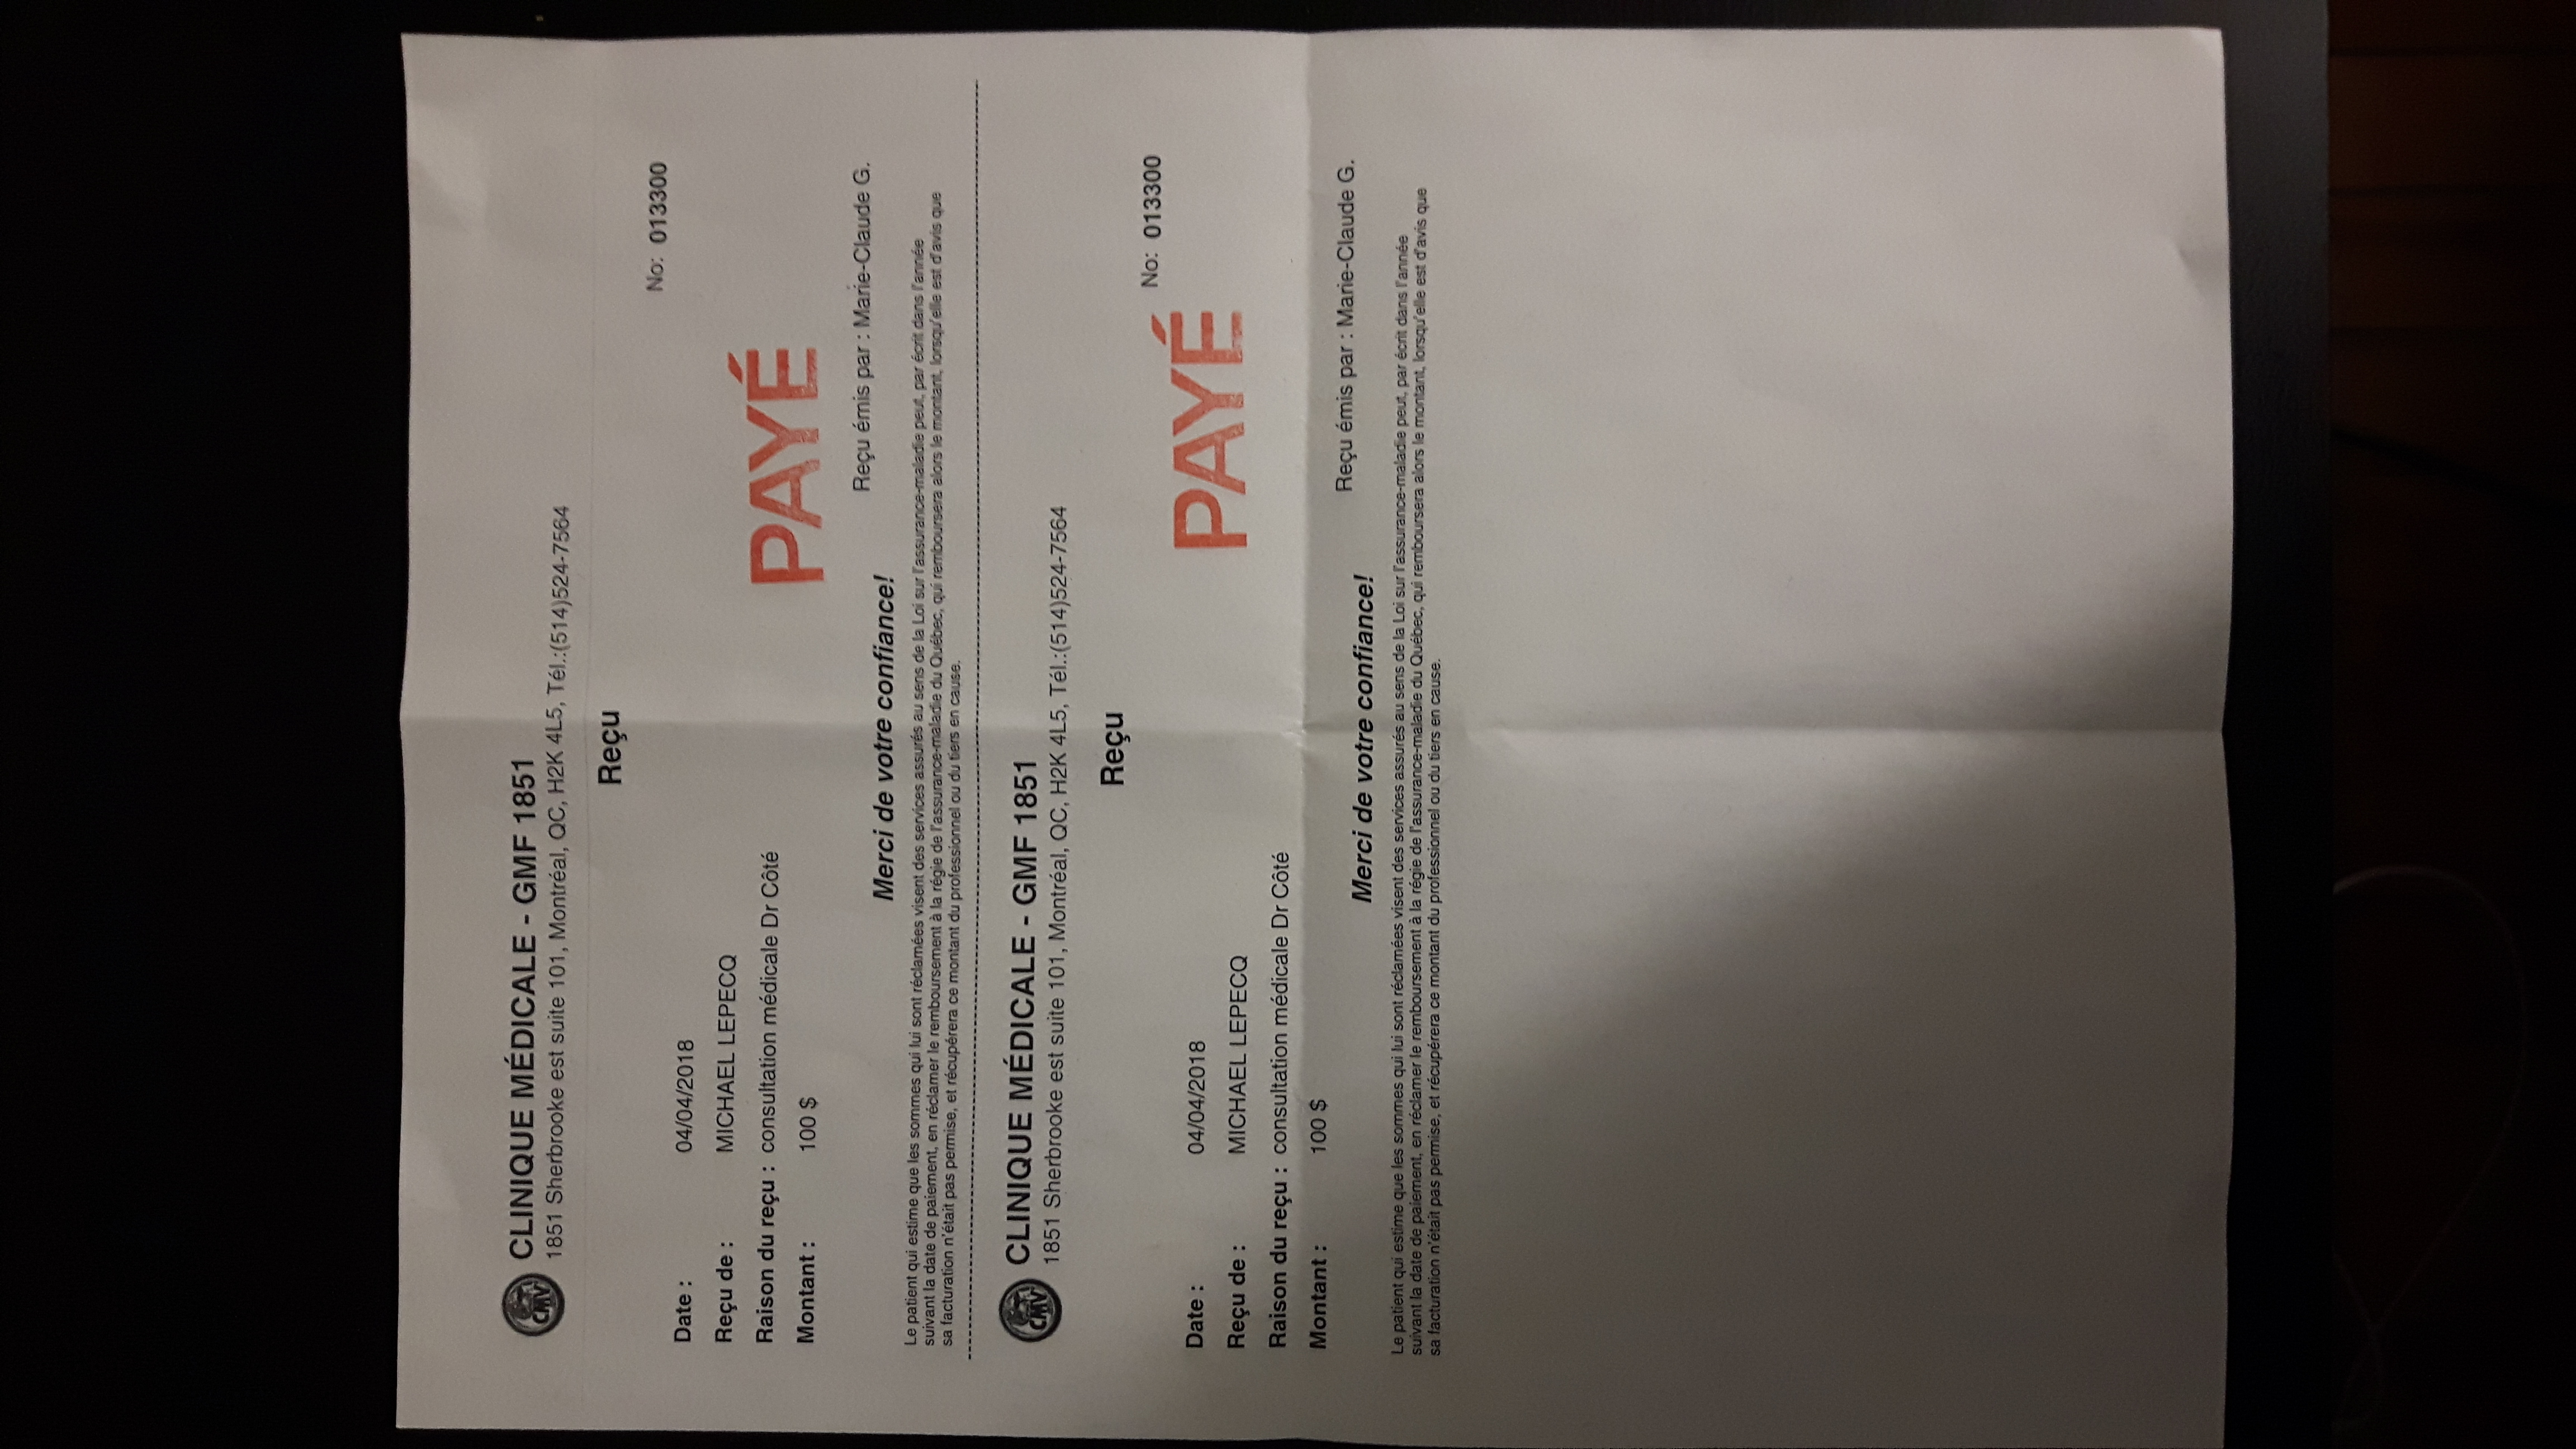 CMV
CLINIQUE MÉDICALE - GMF 1851
1851 Sherbrooke est suite 101, Montréal, QC, H2K 4L5, Tél.:(514)524-7564
Reçu
No: 013300
Date : 04/04/2018
Reçu de : MICHAEL LEPECQ
Raison du reçu : consultation médicale Dr Côté
Montant : 100 $
PAYÉ
Reçu émis par : Marie-Claude G.
Merci de votre confiance!
Le patient qui estime que les sommes qui lui sont réclamées visent des services assurés au sens de la Loi sur l'assurance-maladie peut, par écrit dans l'année
suivant la date de paiement, en réclamer le remboursement à la régie de l'assurance-maladie du Québec, qui remboursera alors le montant, lorsqu'elle est d'avis que
sa facturation n'était pas permise, et récupérera ce montant du professionnel ou du tiers en cause.
CMV
CLINIQUE MÉDICALE - GMF 1851
1851 Sherbrooke est suite 101, Montréal, QC, H2K 4L5, Tél.:(514)524-7564
Reçu
No: 013300
PAYÉ
Date : 04/04/2018
Reçu de : MICHAEL LEPECQ
Raison du reçu : consultation médicale Dr Côté
Montant : 100 $
Reçu émis par : Marie-Claude G.
Merci de votre confiance!
Le patient qui estime que les sommes qui lui sont réclamées visent des services assurés au sens de la Loi sur l'assurance-maladie peut, par écrit dans l'année
suivant la date de paiement, en réclamer le remboursement à la régie de l'assurance-maladie du Québec, qui remboursera alors le montant, lorsqu'elle est d'avis que
sa facturation n'était pas permise, et récupérera ce montant du professionnel ou du tiers en cause.